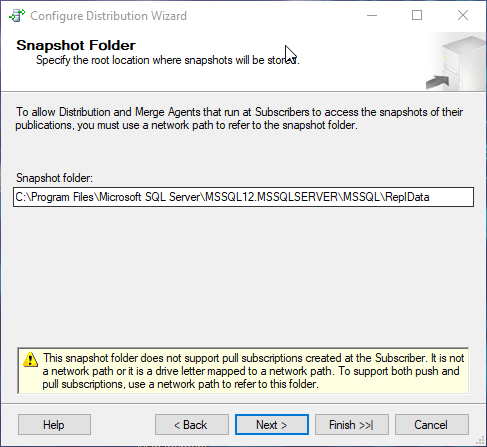 Configure Distribution Wizard
Snapshot Folder
Specify the root location where snapshots will be stored.
To allow Distribution and Merge Agents that run at Subscribers to access the snapshots of their
publications, you must use a network path to refer to the snapshot folder.
Snapshot folder:
C:\Program Files\Microsoft SQL Server\MSSQL12.MSSQLSERVER\MSSQL\ReplData
This snapshot folder does not support pull subscriptions created at the Subscriber. It is not
a network path or it is a drive letter mapped to a network path. To support both push and
pull subscriptions, use a network path to refer to this folder.
Help < Back Next > Finish >>| Cancel